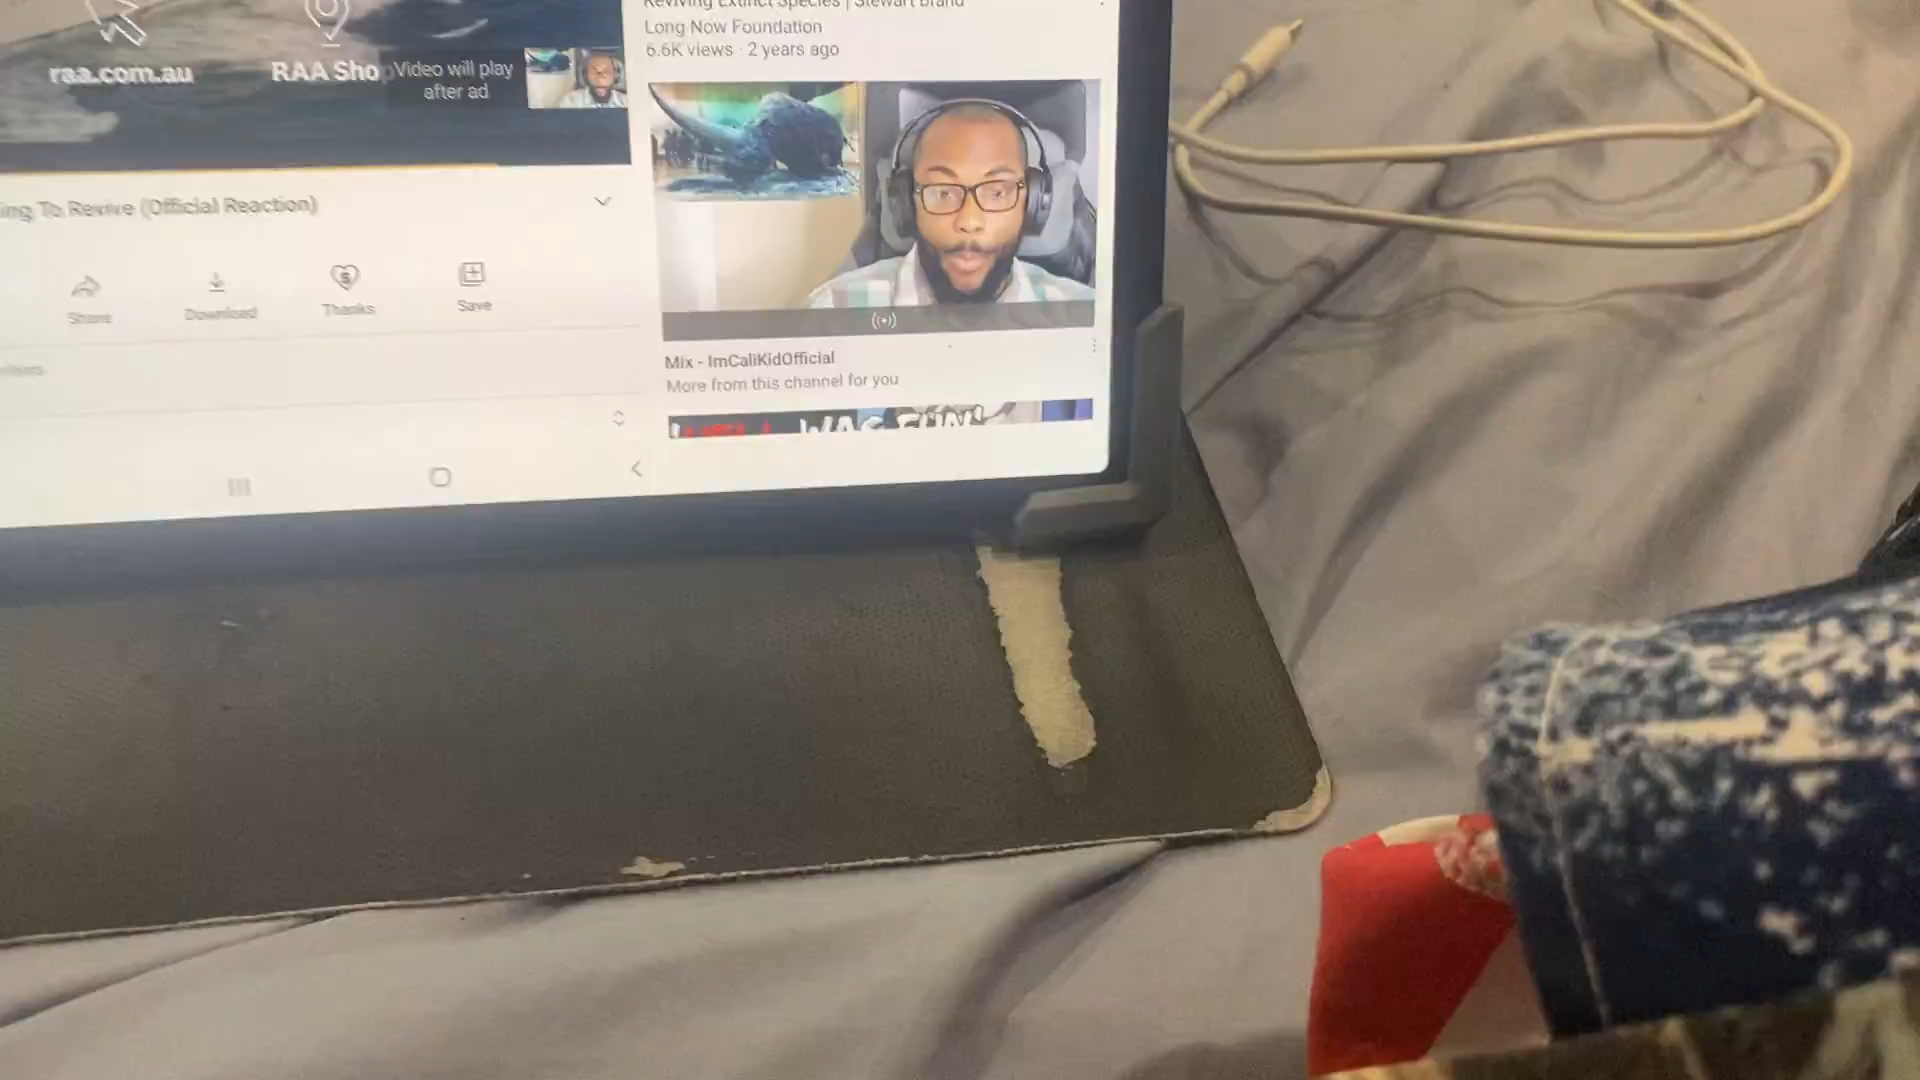 Reviving Extinct Species | Stewart Brand
Long Now Foundation
6.6K views · 2 years ago
raa.com.au
RAA Sho
Video will play
after ad
ing To Revive (Official Reaction)
Share
Download
Thanks
Save
Mix - ImCaliKidOfficial
More from this channel for you
WAS FUN